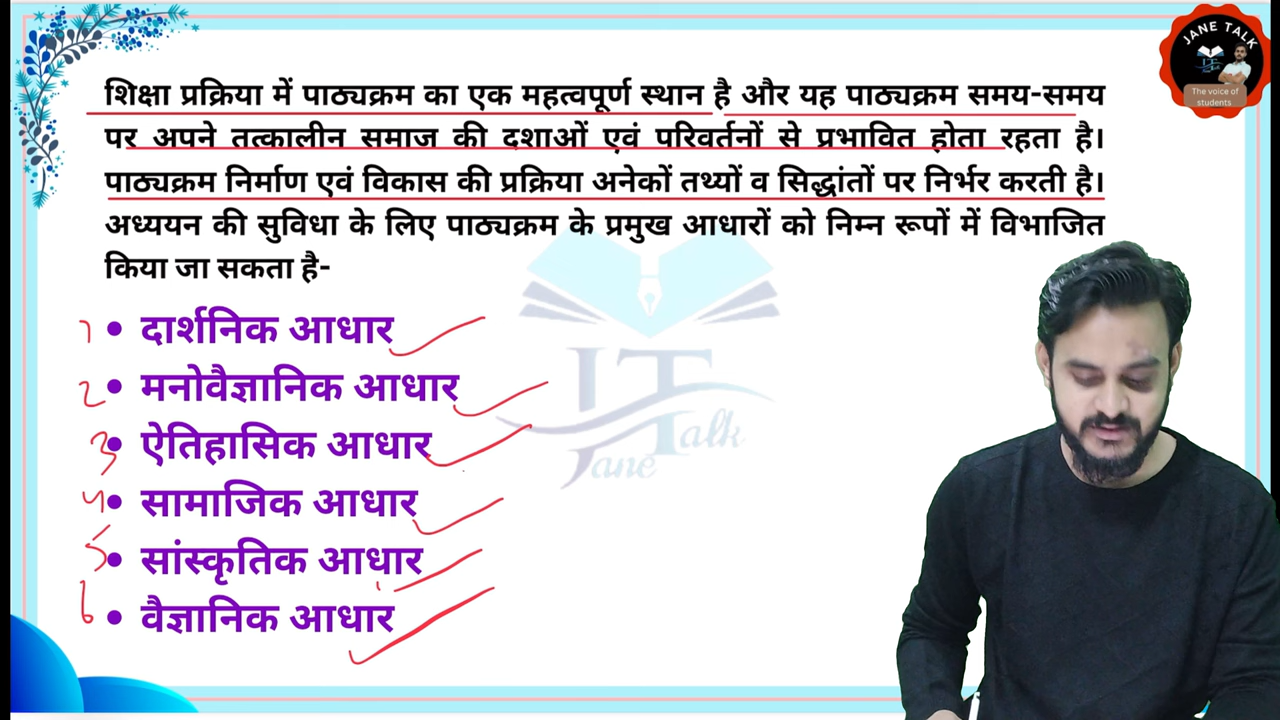 शिक्षा प्रक्रिया में पाठ्यक्रम का एक महत्वपूर्ण स्थान है और यह पाठ्यक्रम समय-समय
पर अपने तत्कालीन समाज की दशाओं एवं परिवर्तनों से प्रभावित होता रहता है।
पाठ्यक्रम निर्माण एवं विकास की प्रक्रिया अनेकों तथ्यों व सिद्धांतों पर निर्भर करती है।
अध्ययन की सुविधा के लिए पाठ्यक्रम के प्रमुख आधारों को निम्न रूपों में विभाजित
किया जा सकता है-
1 • दार्शनिक आधार
2 • मनोवैज्ञानिक आधार
3 • ऐतिहासिक आधार
4 • सामाजिक आधार
5 • सांस्कृतिक आधार
6 • वैज्ञानिक आधार
JANE TALK
The voice of
students
JT
Jane Talk